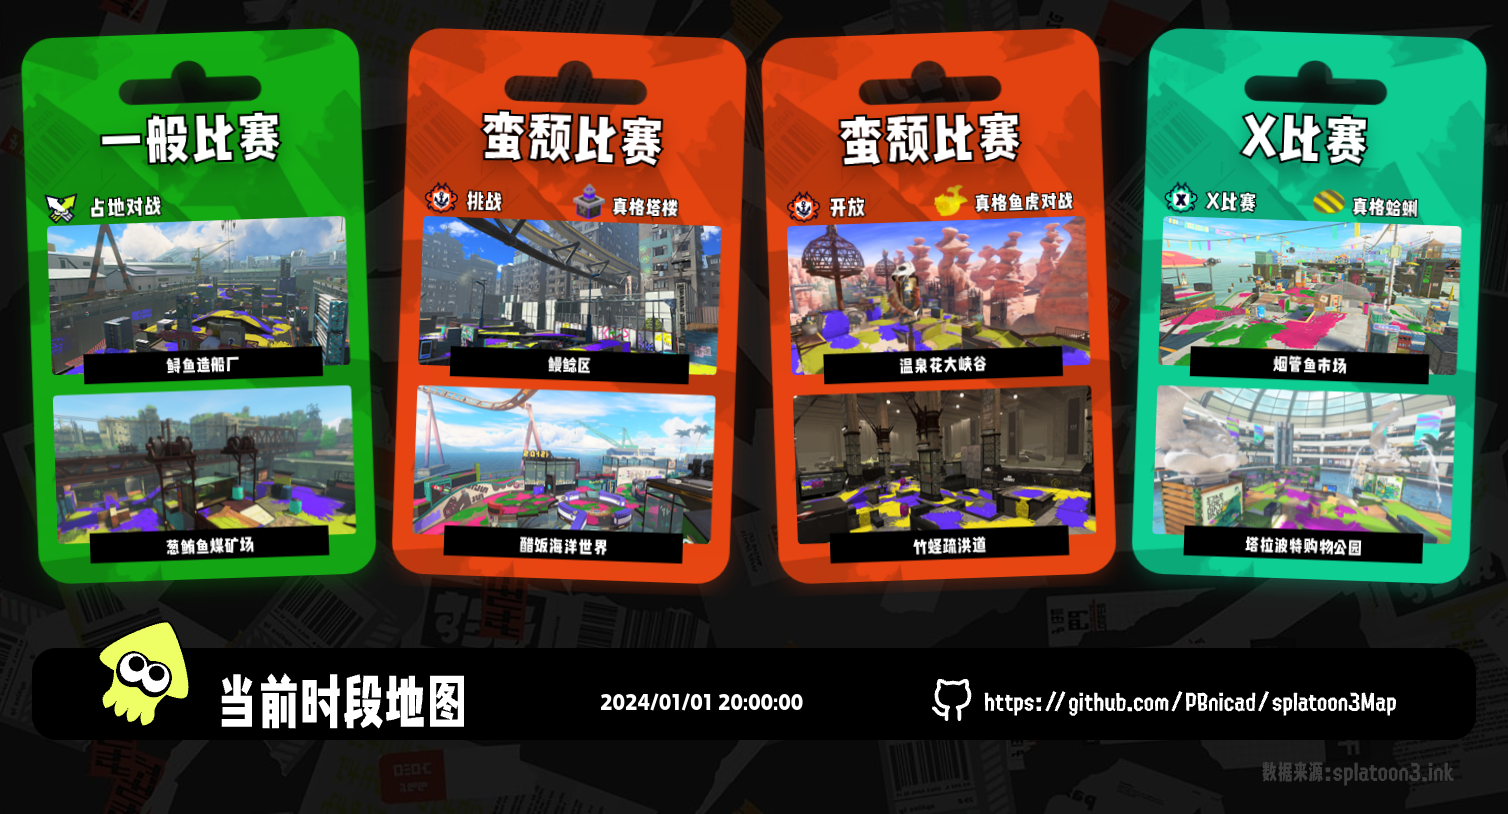 一般比赛
占地对战
鲟鱼造船厂
葱鲔鱼煤矿场
蛮颓比赛
挑战
真格塔楼
鳗鲶区
醋饭海洋世界
蛮颓比赛
开放
真格鱼虎对战
温泉花大峡谷
竹蛏疏洪道
X比赛
X比赛
真格蛤蜊
烟管鱼市场
塔拉波特购物公园
当前时段地图
2024/01/01 20:00:00
https://github.com/PBnicad/splatoon3Map
数据来源:splatoon3.ink